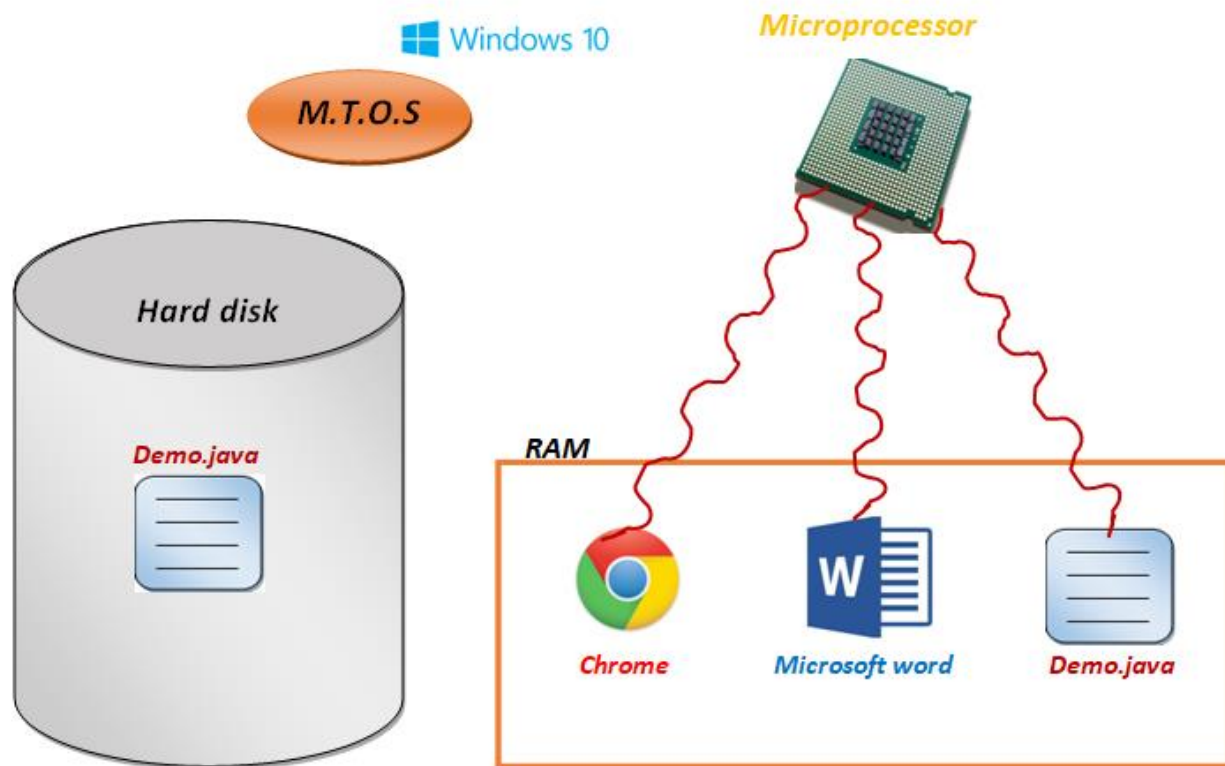 Windows 10
Microprocessor
M.T.O.S
Hard disk
Demo.java
RAM
W
Chrome
Microsoft word
Demo.java